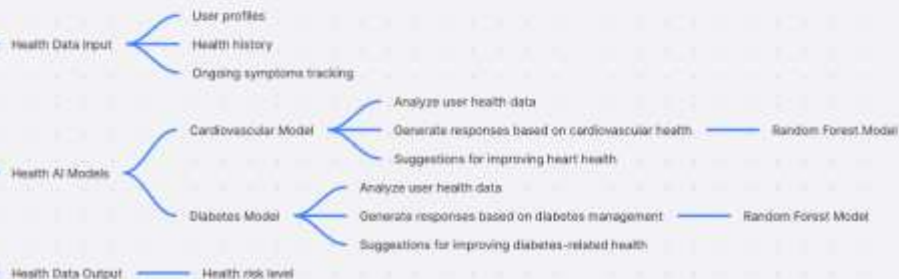 User profiles
Health Data Input
Health history
Ongoing symptoms tracking
Analyze user health data
Cardiovascular Model
Generate responses based on cardiovascular health
Random Forest Model
Suggestions for improving heart health
Health AI Models
Analyze user health data
Diabetes Model
Generate responses based on diabetes management
Random Forest Model
Suggestions for improving diabetes-related health
Health Data Output
Health risk level